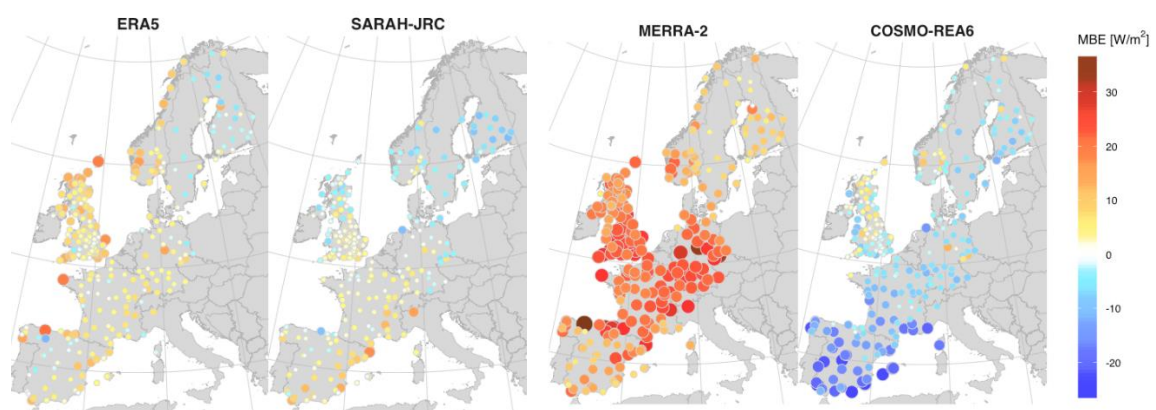 ERA5
SARAH-JRC
MERRA-2
COSMO-REA6
MBE [W/m²]
30
20
10
0
-10
-20